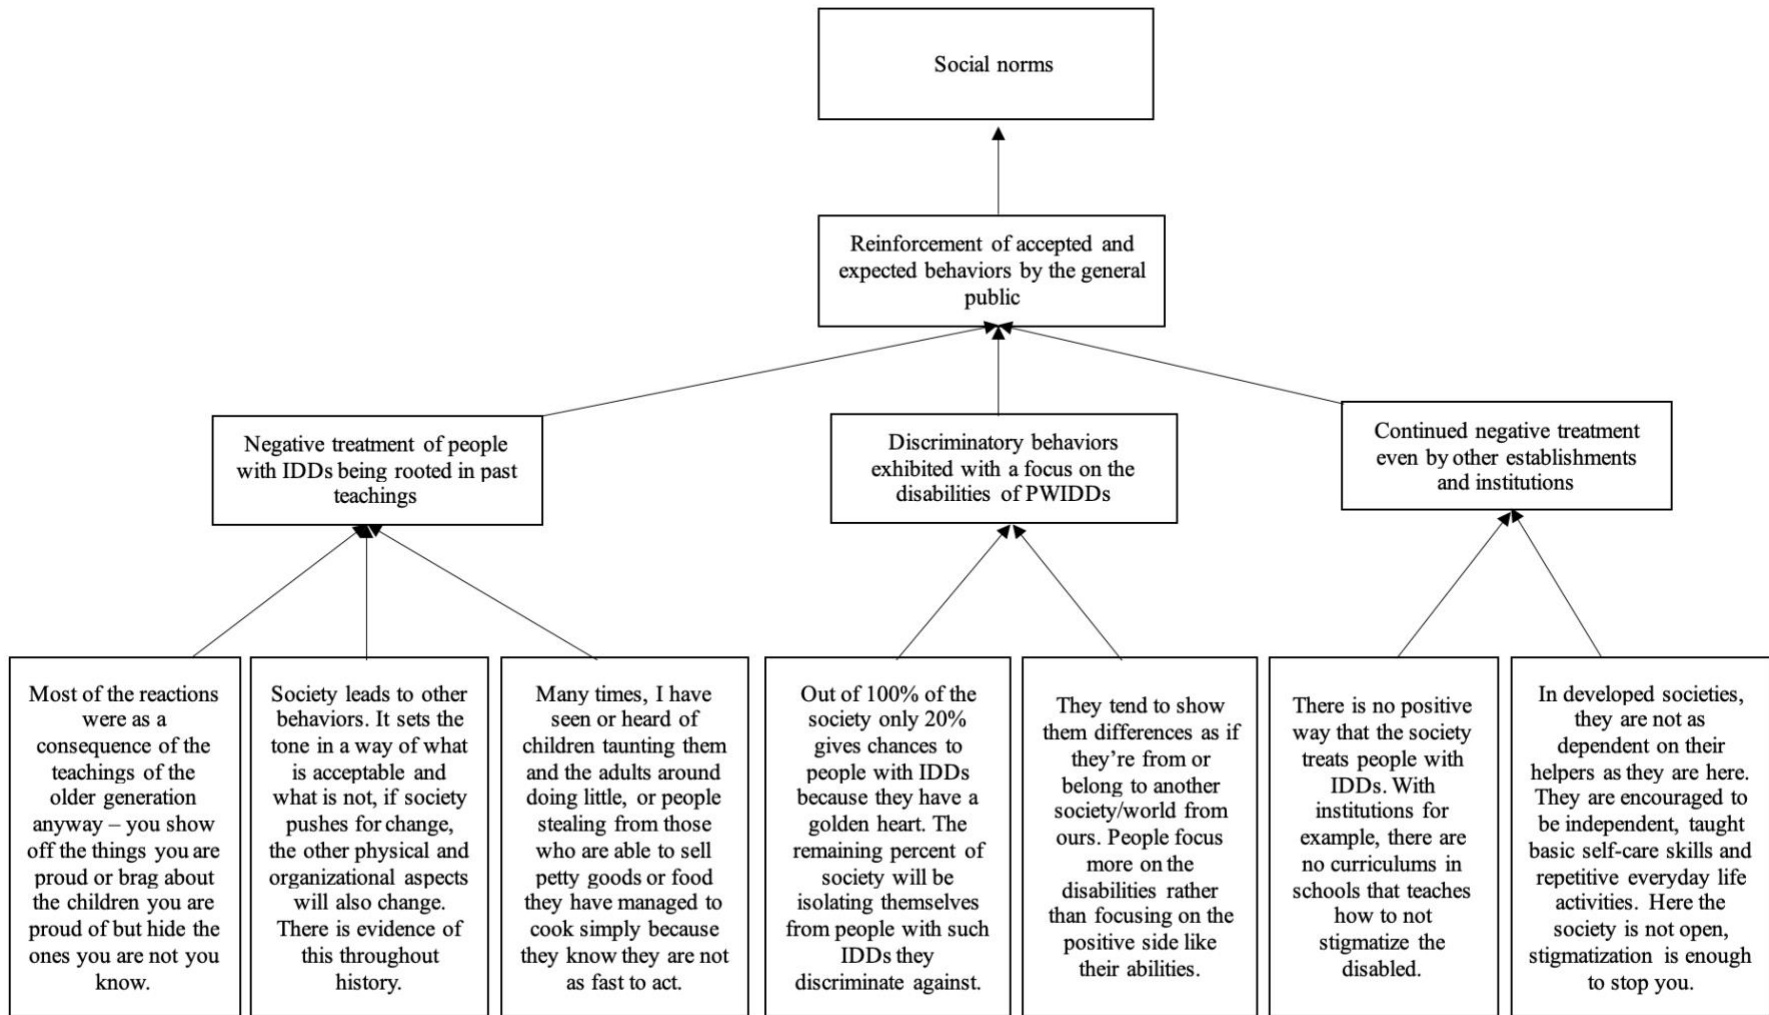 Social norms
Reinforcement of accepted and
expected behaviors by the general
public
Negative treatment of people
with IDDs being rooted in past
teachings
Discriminatory behaviors
exhibited with a focus on the
disabilities of PWIDDs
Continued negative treatment
even by other establishments
and institutions
Most of the reactions
were as a
consequence of the
teachings of the
older generation
anyway – you show
off the things you are
proud or brag about
the children you are
proud of but hide the
ones you are not you
know.
Society leads to other
behaviors. It sets the
tone in a way of what
is acceptable and
what is not, if society
pushes for change,
the other physical and
organizational aspects
will also change.
There is evidence of
this throughout
history.
Many times, I have
seen or heard of
children taunting them
and the adults around
doing little, or people
stealing from those
who are able to sell
petty goods or food
they have managed to
cook simply because
they know they are not
as fast to act.
Out of 100% of the
society only 20%
gives chances to
people with IDDs
because they have a
golden heart. The
remaining percent of
society will be
isolating themselves
from people with such
IDDs they
discriminate against.
They tend to show
them differences as if
they’re from or
belong to another
society/world from
ours. People focus
more on the
disabilities rather
than focusing on the
positive side like
their abilities.
There is no positive
way that the society
treats people with
IDDs. With
institutions for
example, there are
no curriculums in
schools that teaches
how to not
stigmatize the
disabled.
In developed societies,
they are not as
dependent on their
helpers as they are here.
They are encouraged to
be independent, taught
basic self-care skills and
repetitive everyday life
activities. Here the
society is not open,
stigmatization is enough
to stop you.